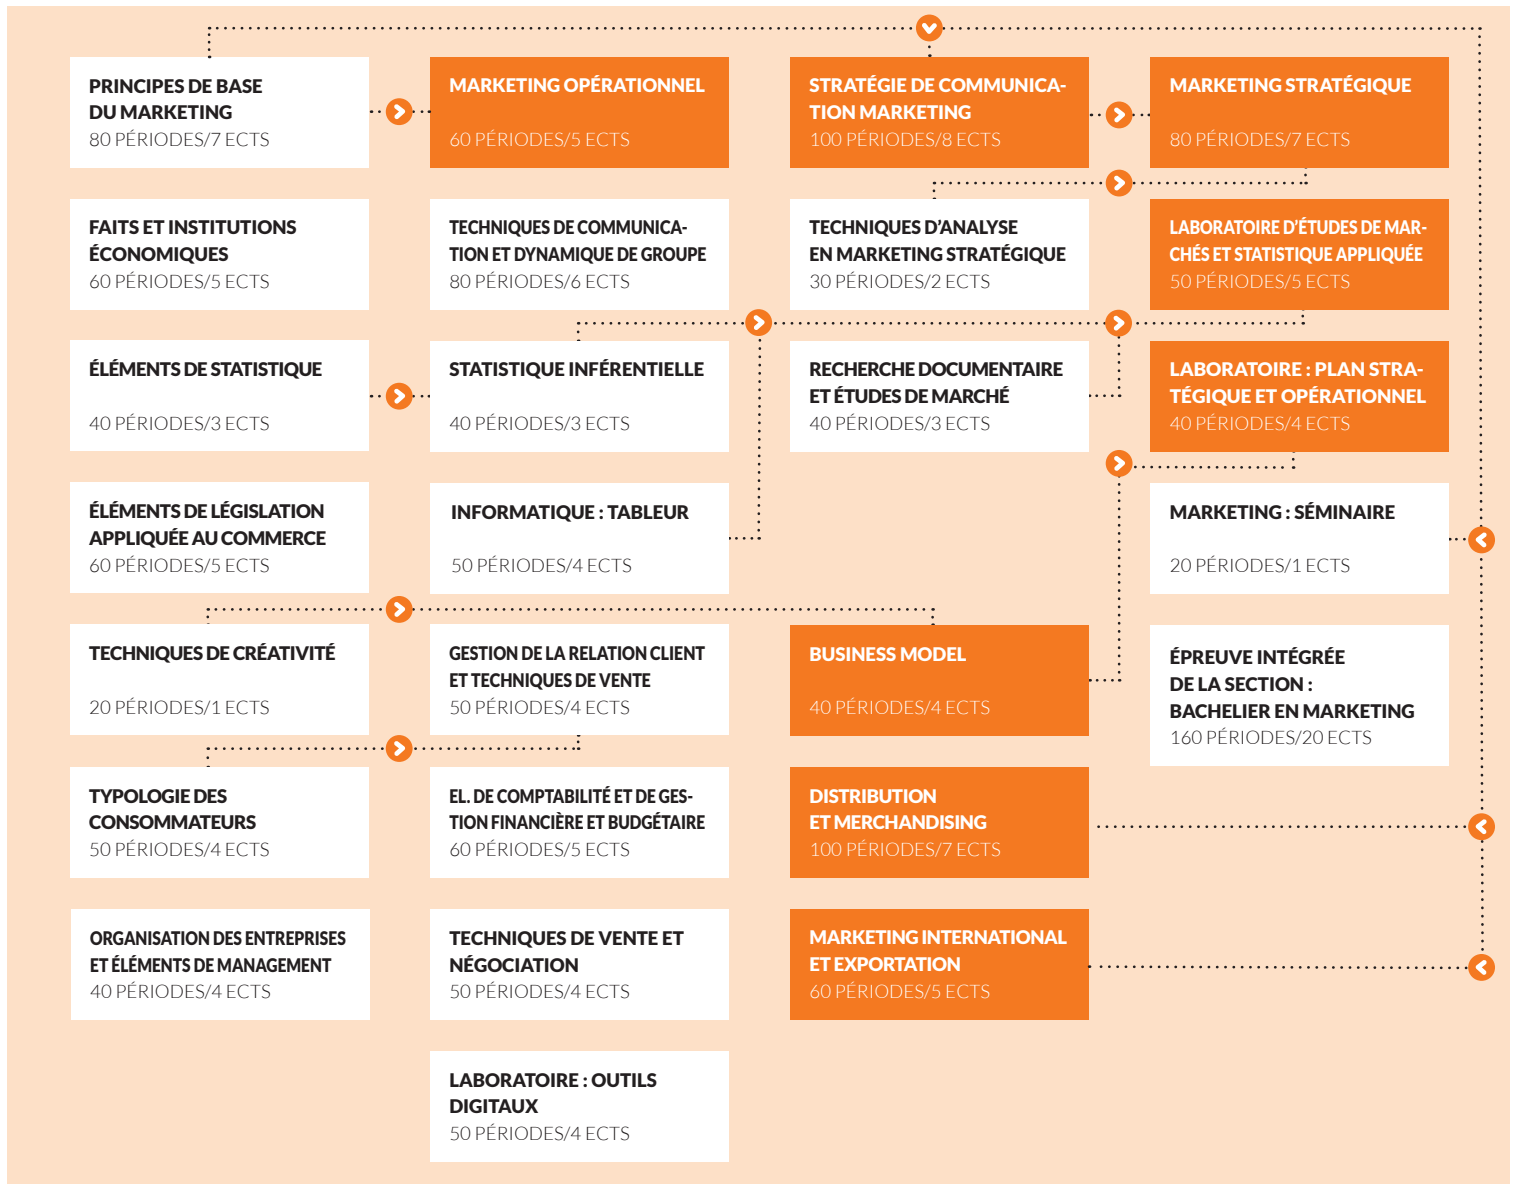 PRINCIPES DE BASE
DU MARKETING
80 PÉRIODES/7 ECTS
MARKETING OPÉRATIONNEL
60 PÉRIODES/5 ECTS
STRATÉGIE DE COMMUNICA-
TION MARKETING
100 PÉRIODES/8 ECTS
MARKETING STRATÉGIQUE
80 PÉRIODES/7 ECTS
FAITS ET INSTITUTIONS
ÉCONOMIQUES
60 PÉRIODES/5 ECTS
TECHNIQUES DE COMMUNICA-
TION ET DYNAMIQUE DE GROUPE
80 PÉRIODES/6 ECTS
TECHNIQUES D'ANALYSE
EN MARKETING STRATÉGIQUE
30 PÉRIODES/2 ECTS
LABORATOIRE D'ÉTUDES DE MAR-
CHÉS ET STATISTIQUE APPLIQUÉE
50 PÉRIODES/5 ECTS
ÉLÉMENTS DE STATISTIQUE
40 PÉRIODES/3 ECTS
STATISTIQUE INFÉRENTIELLE
40 PÉRIODES/3 ECTS
RECHERCHE DOCUMENTAIRE
ET ÉTUDES DE MARCHÉ
40 PÉRIODES/3 ECTS
LABORATOIRE : PLAN STRA-
TÉGIQUE ET OPÉRATIONNEL
40 PÉRIODES/4 ECTS
ÉLÉMENTS DE LÉGISLATION
APPLIQUÉE AU COMMERCE
60 PÉRIODES/5 ECTS
INFORMATIQUE : TABLEUR
50 PÉRIODES/4 ECTS
MARKETING : SÉMINAIRE
20 PÉRIODES/1 ECTS
TECHNIQUES DE CRÉATIVITÉ
20 PÉRIODES/1 ECTS
GESTION DE LA RELATION CLIENT
ET TECHNIQUES DE VENTE
50 PÉRIODES/4 ECTS
BUSINESS MODEL
40 PÉRIODES/4 ECTS
ÉPREUVE INTÉGRÉE
DE LA SECTION :
BACHELIER EN MARKETING
160 PÉRIODES/20 ECTS
TYPOLOGIE DES
CONSOMMATEURS
50 PÉRIODES/4 ECTS
EL. DE COMPTABILITÉ ET DE GES-
TION FINANCIÈRE ET BUDGÉTAIRE
60 PÉRIODES/5 ECTS
DISTRIBUTION
ET MERCHANDISING
100 PÉRIODES/7 ECTS
ORGANISATION DES ENTREPRISES
ET ÉLÉMENTS DE MANAGEMENT
40 PÉRIODES/4 ECTS
TECHNIQUES DE VENTE ET
NÉGOCIATION
50 PÉRIODES/4 ECTS
MARKETING INTERNATIONAL
ET EXPORTATION
60 PÉRIODES/5 ECTS
LABORATOIRE : OUTILS
DIGITAUX
50 PÉRIODES/4 ECTS